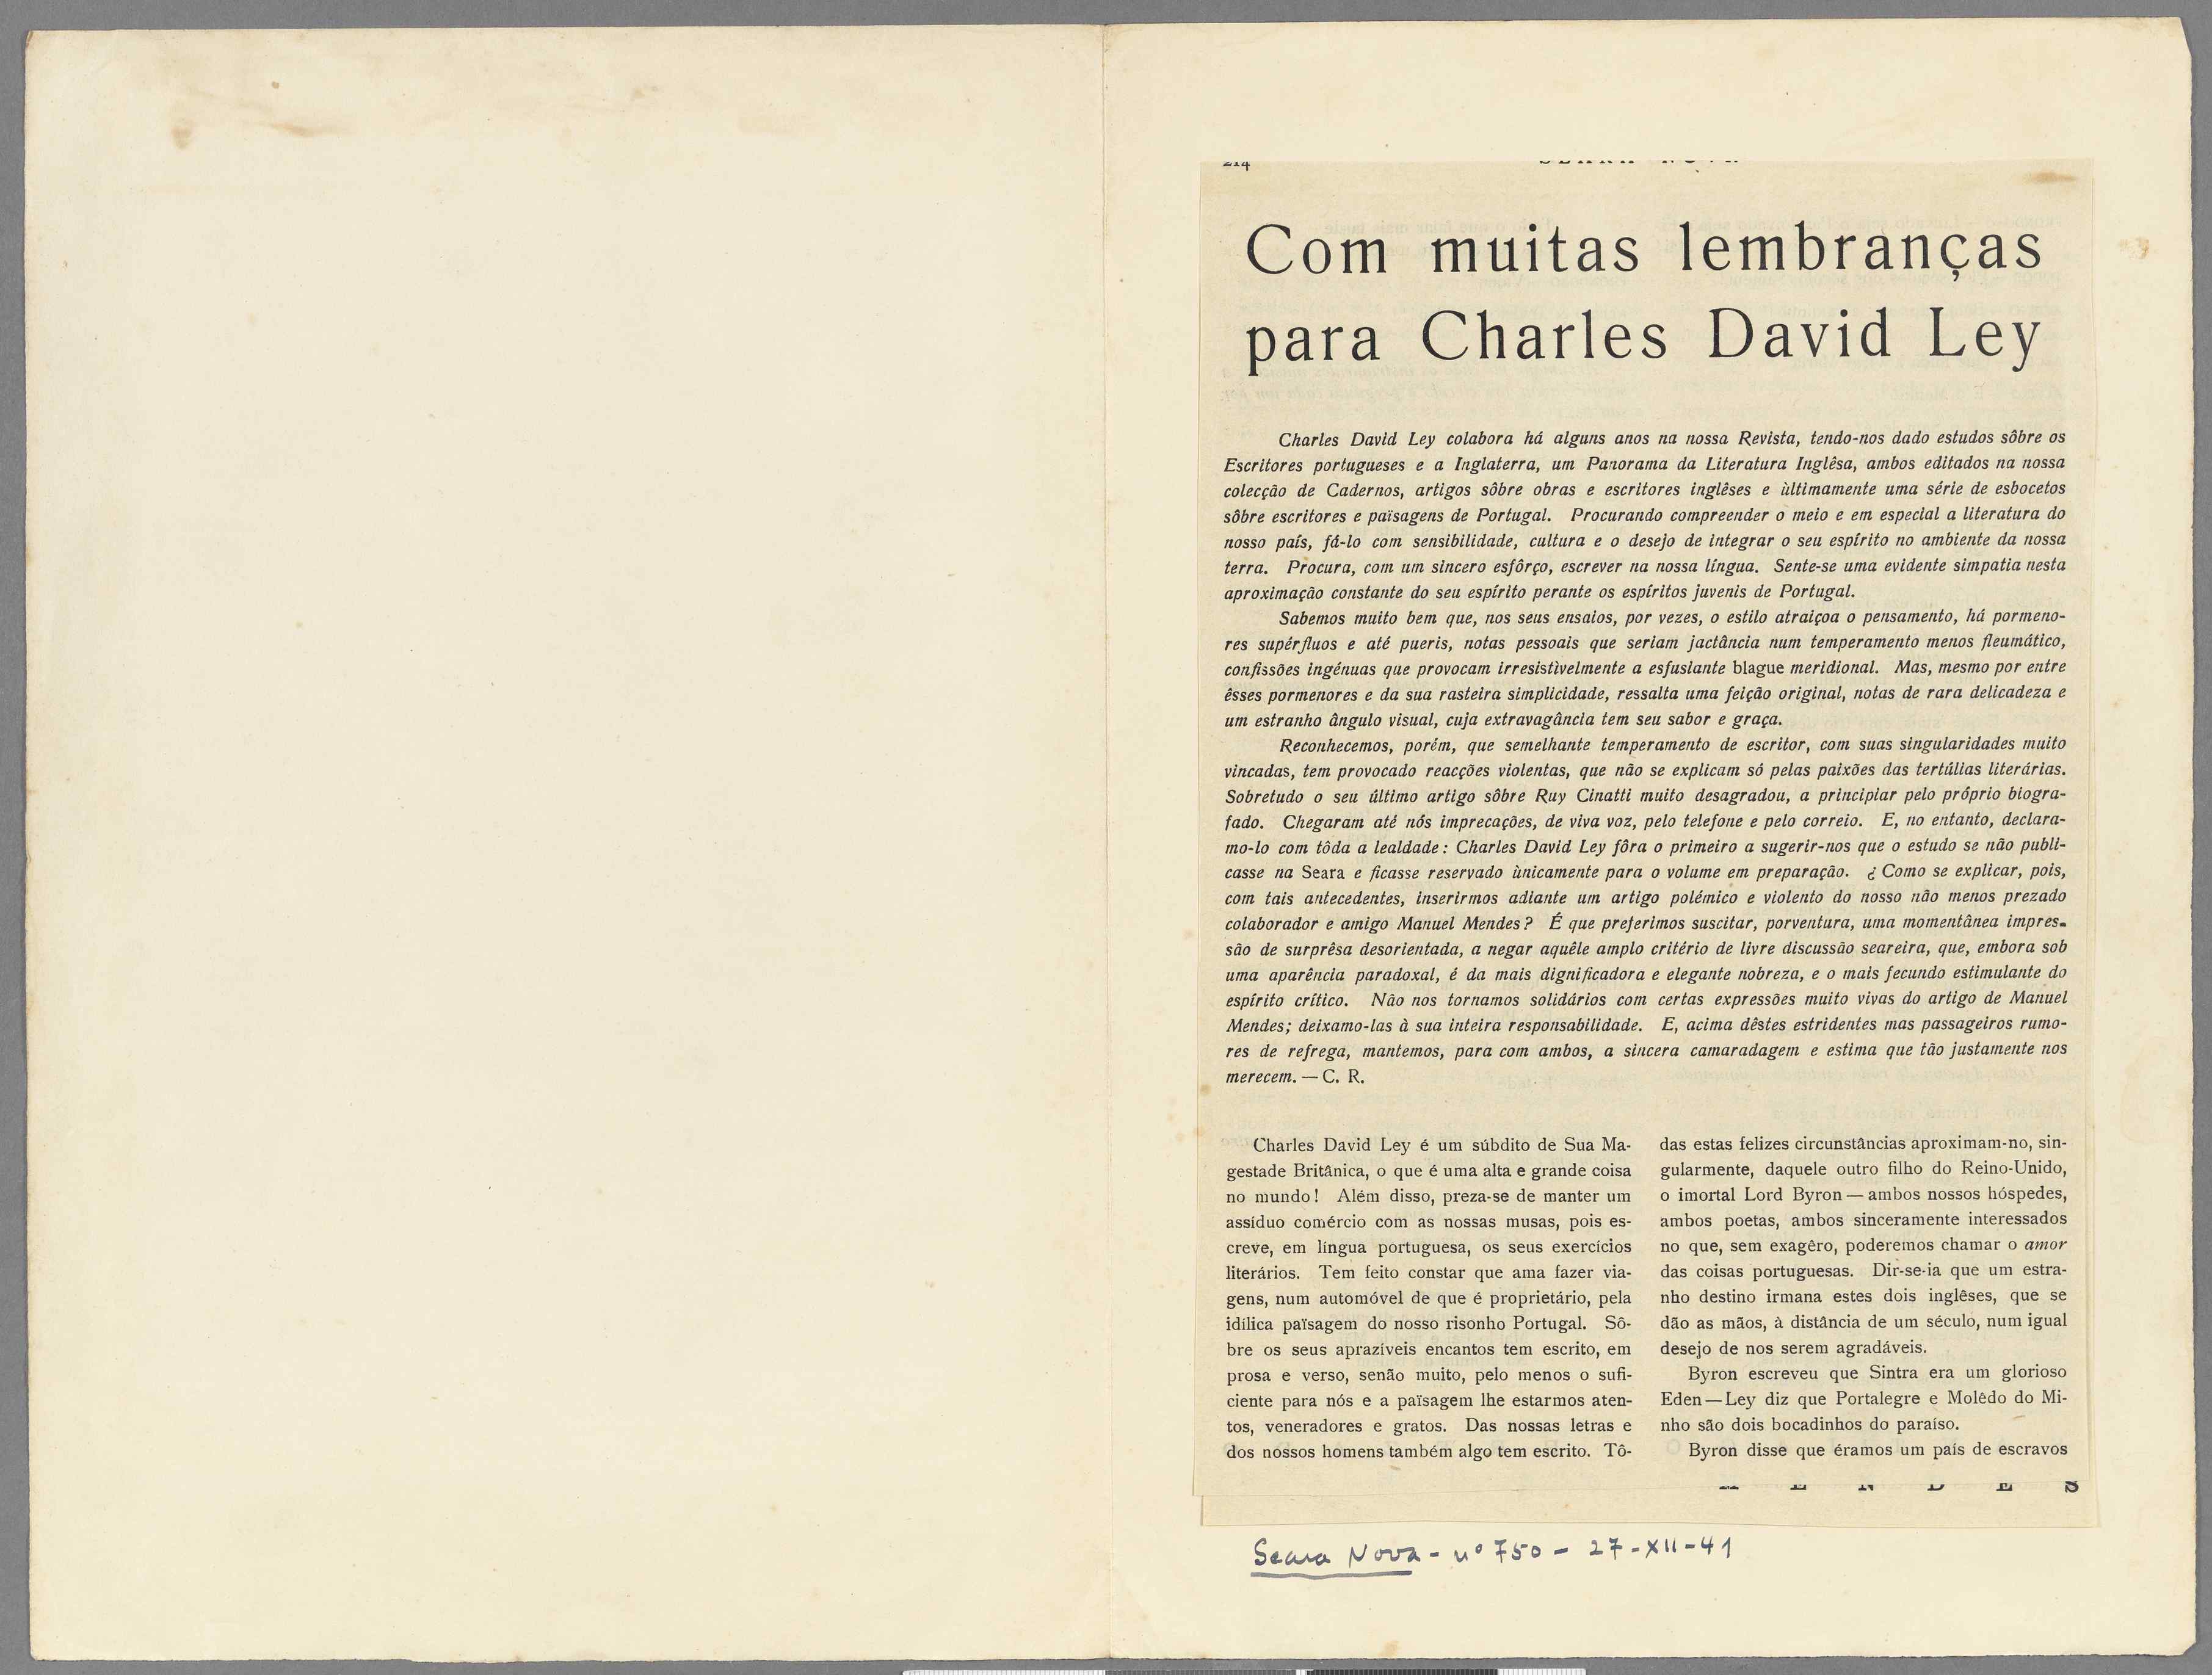 214
SEARA NOVA
Com muitas lembranças
para Charles David Ley
Charles David Ley colabora há alguns anos na nossa Revista, tendo-nos dado estudos sôbre os
Escritores portugueses e a Inglaterra, um Panorama da Literatura Inglêsa, ambos editados na nossa
colecção de Cadernos, artigos sôbre obras e escritores inglêses e ùltimamente uma série de esbocetos
sôbre escritores e païsagens de Portugal. Procurando compreender o meio e em especial a literatura do
nosso país, fá-lo com sensibilidade, cultura e o desejo de integrar o seu espírito no ambiente da nossa
terra. Procura, com um sincero esfôrço, escrever na nossa língua. Sente-se uma evidente simpatia nesta
aproximação constante do seu espírito perante os espíritos juvenis de Portugal.
Sabemos muito bem que, nos seus ensaios, por vezes, o estilo atraiçoa o pensamento, há pormeno-
res supérfluos e até pueris, notas pessoais que seriam jactância num temperamento menos fleumático,
confissões ingénuas que provocam irresistìvelmente a esfusiante blague meridional. Mas, mesmo por entre
êsses pormenores e da sua rasteira simplicidade, ressalta uma feição original, notas de rara delicadeza e
um estranho ângulo visual, cuja extravagância tem seu sabor e graça.
Reconhecemos, porém, que semelhante temperamento de escritor, com suas singularidades muito
vincadas, tem provocado reacções violentas, que não se explicam só pelas paixões das tertúlias literárias.
Sobretudo o seu último artigo sôbre Ruy Cinatti muito desagradou, a principiar pelo próprio biogra-
fado. Chegaram até nós imprecações, de viva voz, pelo telefone e pelo correio. E, no entanto, declara-
mo-lo com tôda a lealdade: Charles David Ley fôra o primeiro a sugerir-nos que o estudo se não publi-
casse na Seara e ficasse reservado ùnicamente para o volume em preparação. ¿ Como se explicar, pois,
com tais antecedentes, inserirmos adiante um artigo polémico e violento do nosso não menos prezado
colaborador e amigo Manuel Mendes? É que preferimos suscitar, porventura, uma momentânea impres-
são de surprêsa desorientada, a negar aquêle amplo critério de livre discussão seareira, que, embora sob
uma aparência paradoxal, é da mais dignificadora e elegante nobreza, e o mais fecundo estimulante do
espírito crítico. Não nos tornamos solidários com certas expressões muito vivas do artigo de Manuel
Mendes; deixamo-las à sua inteira responsabilidade. E, acima dêstes estridentes mas passageiros rumo-
res de refrega, mantemos, para com ambos, a sincera camaradagem e estima que tão justamente nos
merecem. — C. R.
Charles David Ley é um súbdito de Sua Ma-
gestade Britânica, o que é uma alta e grande coisa
no mundo! Além disso, preza-se de manter um
assíduo comércio com as nossas musas, pois es-
creve, em língua portuguesa, os seus exercícios
literários. Tem feito constar que ama fazer via-
gens, num automóvel de que é proprietário, pela
idílica païsagem do nosso risonho Portugal. Sô-
bre os seus aprazíveis encantos tem escrito, em
prosa e verso, senão muito, pelo menos o sufi-
ciente para nós e a païsagem lhe estarmos aten-
tos, veneradores e gratos. Das nossas letras e
dos nossos homens também algo tem escrito. Tô-
das estas felizes circunstâncias aproximam-no, sin-
gularmente, daquele outro filho do Reino-Unido,
o imortal Lord Byron — ambos nossos hóspedes,
ambos poetas, ambos sinceramente interessados
no que, sem exagêro, poderemos chamar o amor
das coisas portuguesas. Dir-se-ia que um estra-
nho destino irmana estes dois inglêses, que se
dão as mãos, à distância de um século, num igual
desejo de nos serem agradáveis.
Byron escreveu que Sintra era um glorioso
Eden — Ley diz que Portalegre e Molêdo do Mi-
nho são dois bocadinhos do paraíso.
Byron disse que éramos um país de escravos
MENDES
Seara Nova - nº 750 - 27-XII-41